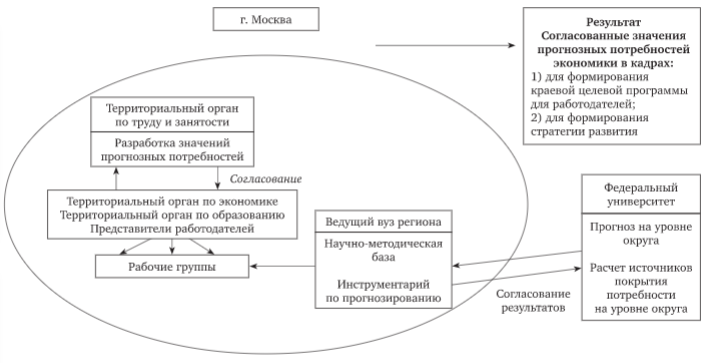 г. Москва
Результат
Согласованные значения
прогнозных потребностей
экономики в кадрах:
1) для формирования
краевой целевой программы
для работодателей;
2) для формирования
стратегии развития
Территориальный орган
по труду и занятости
Разработка значений
прогнозных потребностей
Согласование
Территориальный орган по экономике
Территориальный орган по образованию
Представители работодателей
Рабочие группы
Ведущий вуз региона
Научно-методическая
база
Инструментарий
по прогнозированию
Федеральный
университет
Прогноз на уровне
округа
Расчет источников
покрытия
потребности
на уровне округа
Согласование
результатов